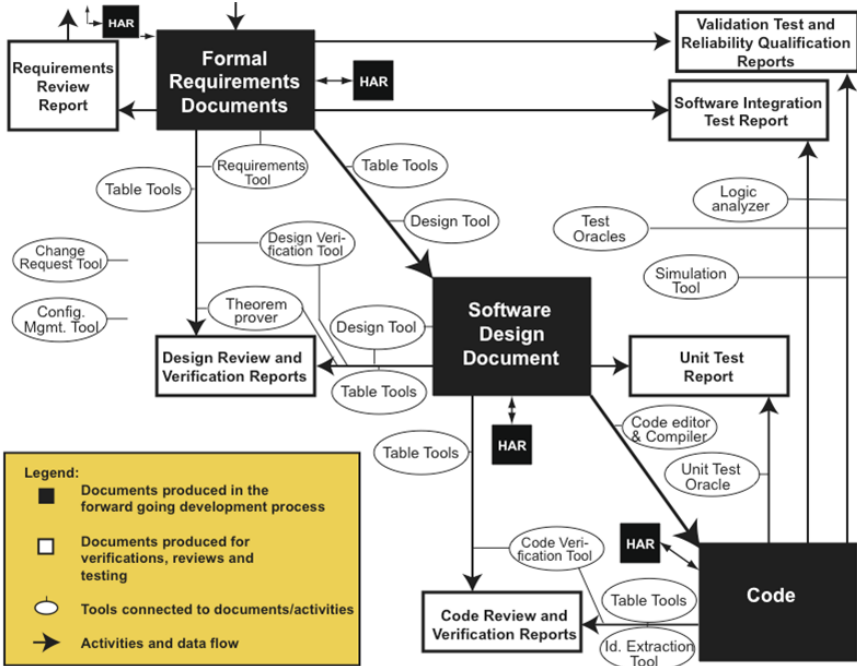 HAR
Validation Test and
Reliability Qualification
Reports
Requirements
Review
Report
Formal
Requirements
Documents
HAR
Software Integration
Test Report
Requirements
Tool
Table Tools
Table Tools
Logic
analyzer
Design Tool
Test
Oracles
Design Veri-
fication Tool
Change
Request Tool
Simulation
Tool
Theorem
prover
Config.
Mgmt. Tool
Design Tool
Software
Design
Document
Design Review and
Verification Reports
Unit Test
Report
Table Tools
HAR
Code editor
& Compiler
Table Tools
Unit Test
Oracle
Legend:
Documents produced in the
forward going development process
Documents produced for
verifications, reviews and
testing
Tools connected to documents/activities
Activities and data flow
Code Veri-
fication Tool
HAR
Code
Table Tools
Code Review and
Verification Reports
Id. Extraction
Tool